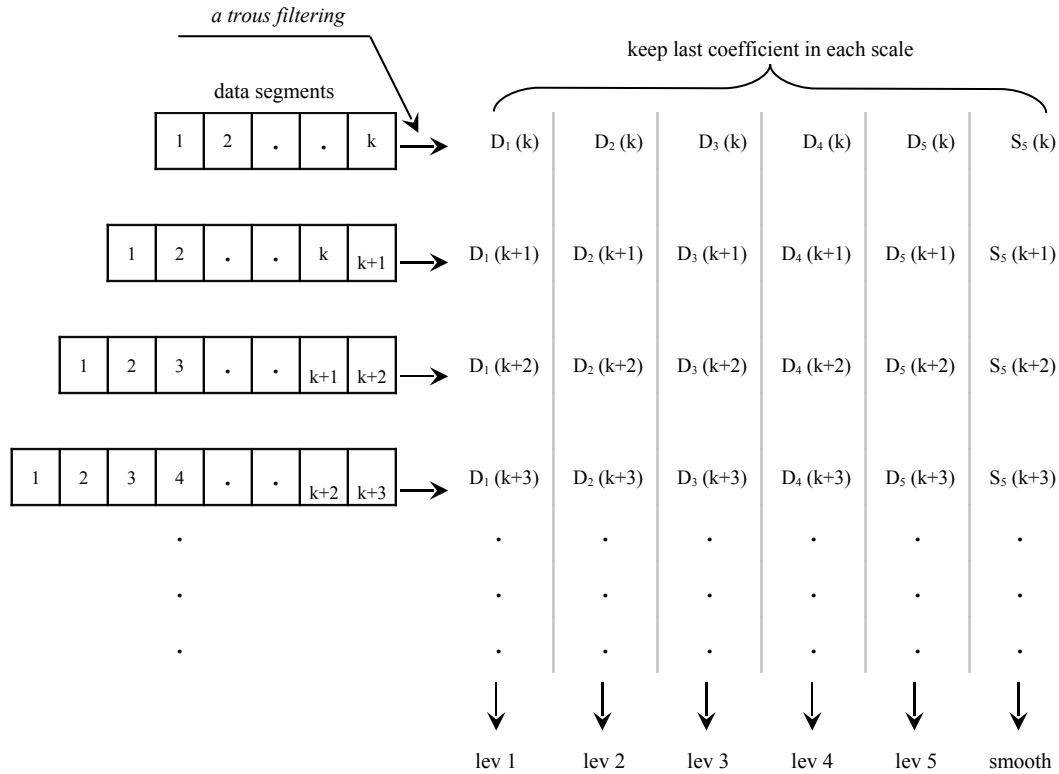 a trous filtering
keep last coefficient in each scale
data segments
1 2 . . k D₁ (k) D₂ (k) D₃ (k) D₄ (k) D₅ (k) S₅ (k)
1 2 . . k k+1 D₁ (k+1) D₂ (k+1) D₃ (k+1) D₄ (k+1) D₅ (k+1) S₅ (k+1)
1 2 3 . . k+1 k+2 D₁ (k+2) D₂ (k+2) D₃ (k+2) D₄ (k+2) D₅ (k+2) S₅ (k+2)
1 2 3 4 . . k+2 k+3 D₁ (k+3) D₂ (k+3) D₃ (k+3) D₄ (k+3) D₅ (k+3) S₅ (k+3)
. . . . . . .
. . . . . . .
. . . . . . .
lev 1 lev 2 lev 3 lev 4 lev 5 smooth